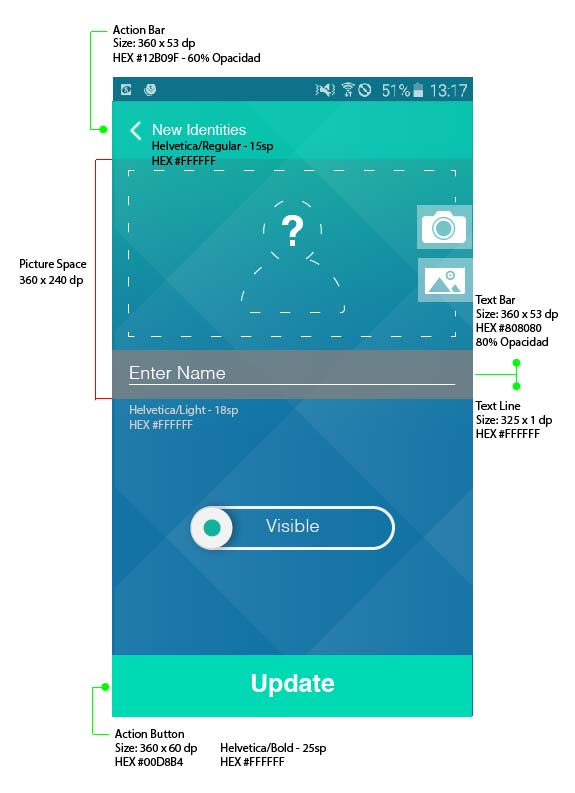 Action Bar
Size: 360 x 53 dp
HEX #12B09F - 60% Opacidad
51% 13:17
New Identities
Helvetica/Regular - 15sp
HEX #FFFFFF
?
Picture Space
360 x 240 dp
Text Bar
Size: 360 x 53 dp
HEX #808080
80% Opacidad
Enter Name
Text Line
Size: 325 x 1 dp
HEX #FFFFFF
Helvetica/Light - 18sp
HEX #FFFFFF
Visible
Update
Action Button
Size: 360 x 60 dp
HEX #00D8B4
Helvetica/Bold - 25sp
HEX #FFFFFF